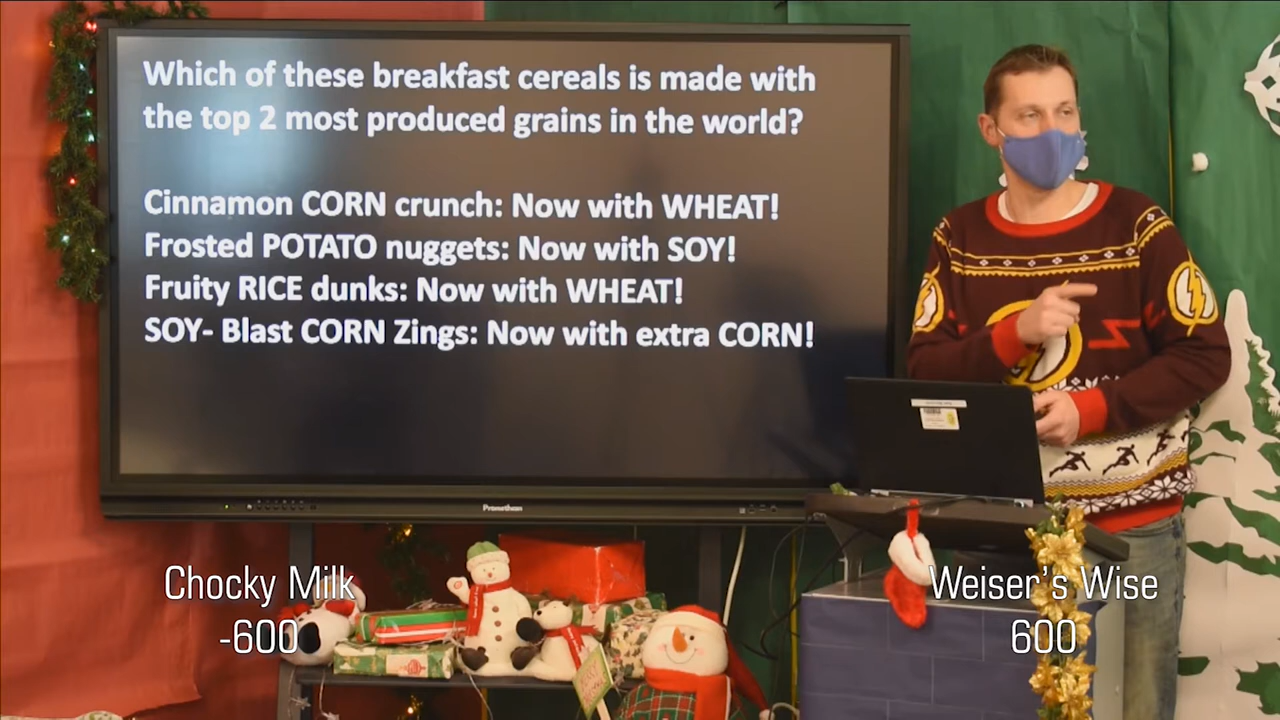 Which of these breakfast cereals is made with
the top 2 most produced grains in the world?
Cinnamon CORN crunch: Now with WHEAT!
Frosted POTATO nuggets: Now with SOY!
Fruity RICE dunks: Now with WHEAT!
SOY- Blast CORN Zings: Now with extra CORN!
Promethean
Chocky Milk
-600
Weiser's Wise
600